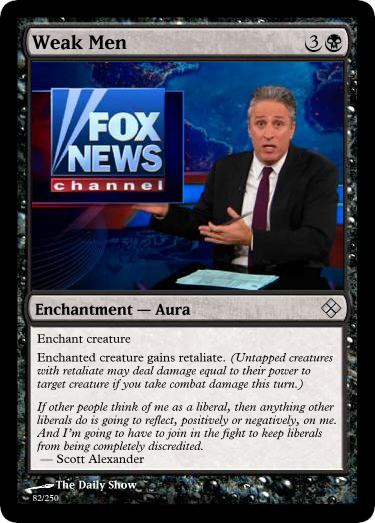 Weak Men 3
FOX
NEWS
channel
Enchantment — Aura
Enchant creature
Enchanted creature gains retaliate. (Untapped creatures
with retaliate may deal damage equal to their power to
target creature if you take combat damage this turn.)
If other people think of me as a liberal, then anything other
liberals do is going to reflect, positively or negatively, on me.
And I'm going to have to join in the fight to keep liberals
from being completely discredited.
— Scott Alexander
The Daily Show
82/250